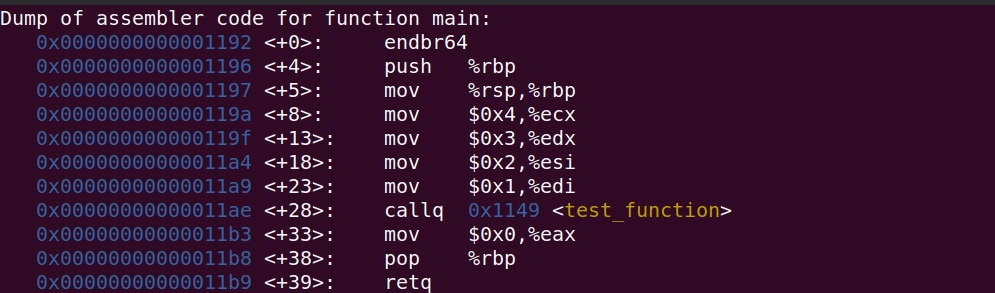 Dump of assembler code for function main:
0x0000000000001192 <+0>: endbr64
0x0000000000001196 <+4>: push %rbp
0x0000000000001197 <+5>: mov %rsp,%rbp
0x000000000000119a <+8>: mov $0x4,%ecx
0x000000000000119f <+13>: mov $0x3,%edx
0x00000000000011a4 <+18>: mov $0x2,%esi
0x00000000000011a9 <+23>: mov $0x1,%edi
0x00000000000011ae <+28>: callq 0x1149 <test_function>
0x00000000000011b3 <+33>: mov $0x0,%eax
0x00000000000011b8 <+38>: pop %rbp
0x00000000000011b9 <+39>: retq